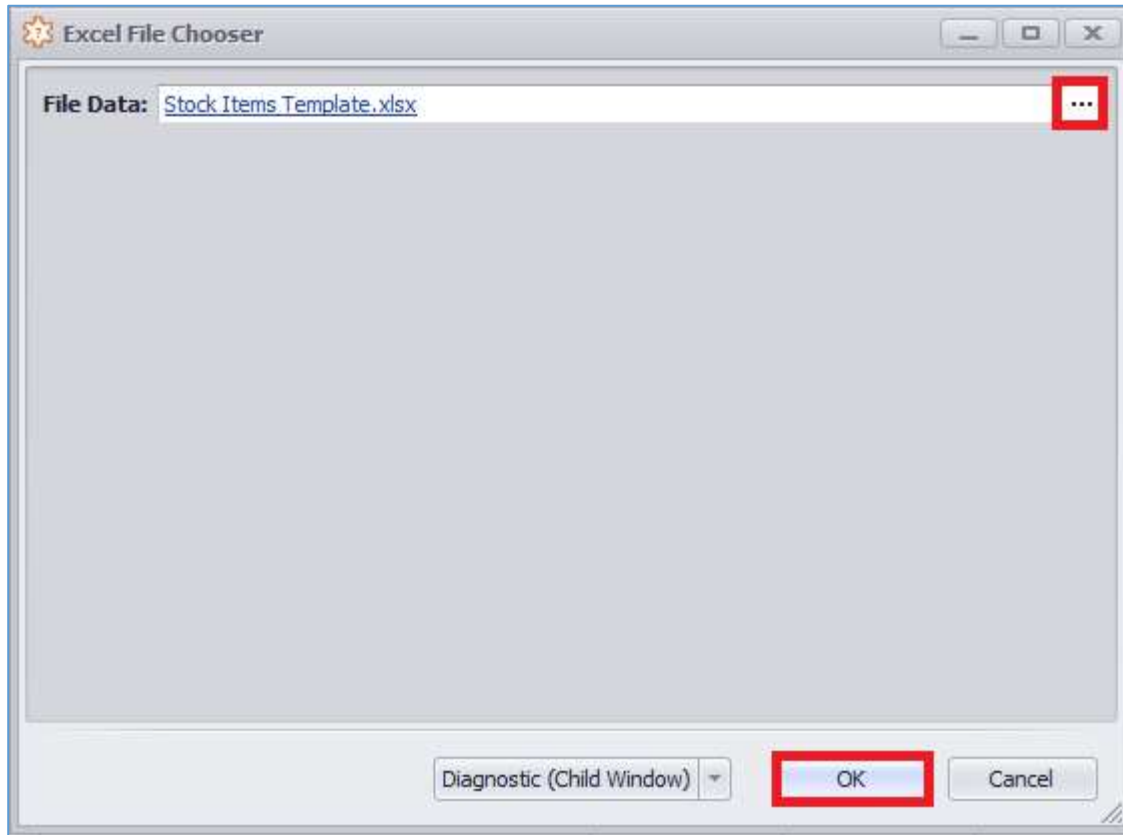 Excel File Chooser
File Data: Stock Items Template.xlsx ...
Diagnostic (Child Window) OK Cancel